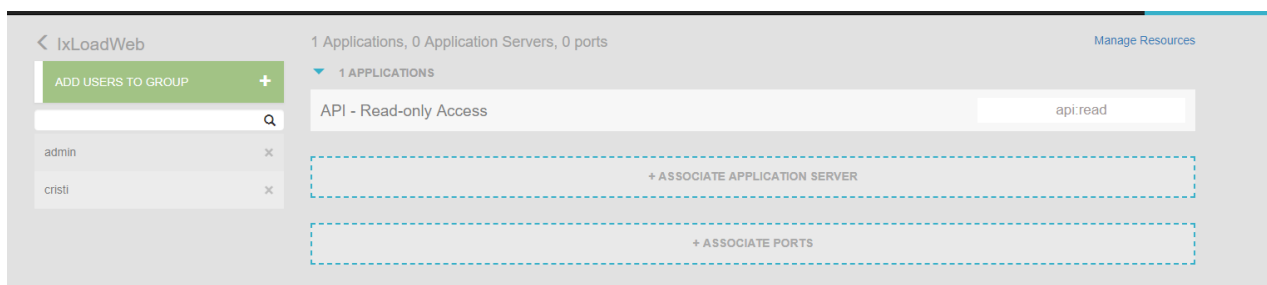 IxLoadWeb
ADD USERS TO GROUP +
admin ×
cristi ×
1 Applications, 0 Application Servers, 0 ports
Manage Resources
1 APPLICATIONS
API - Read-only Access
api:read
+ ASSOCIATE APPLICATION SERVER
+ ASSOCIATE PORTS